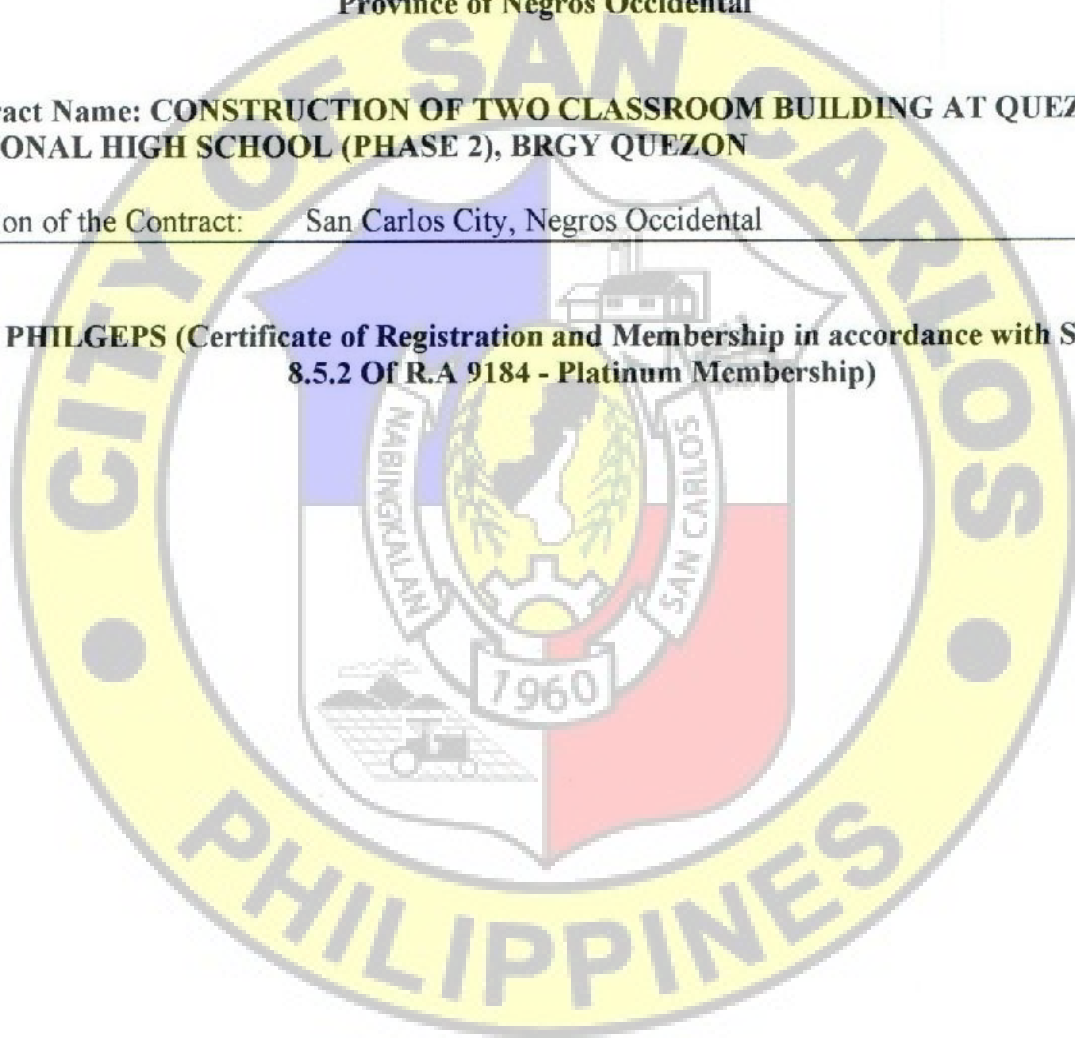 Province of Negros Occidental
ract Name: CONSTRUCTION OF TWO CLASSROOM BUILDING AT QUEZ
ONAL HIGH SCHOOL (PHASE 2), BRGY QUEZON
on of the Contract: San Carlos City, Negros Occidental
PHILGEPS (Certificate of Registration and Membership in accordance with S
8.5.2 Of R.A 9184 - Platinum Membership)
CITY OF SAN CARLOS
NABINGKALAN
SAN CARLOS
1960
PHILIPPINES